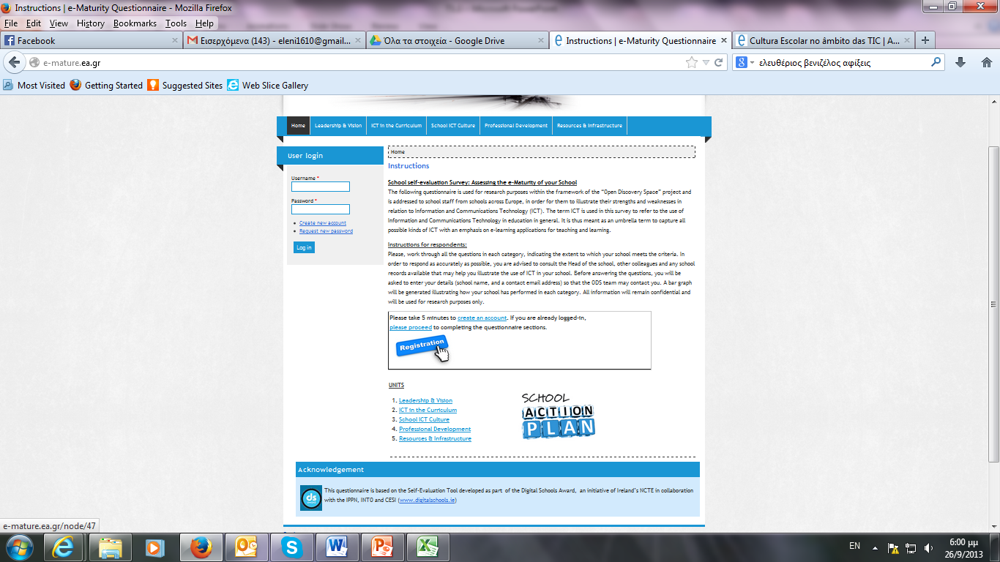 Instructions | e-Maturity Questionnaire - Mozilla Firefox
File Edit View History Bookmarks Tools Help
Facebook
Εισερχόμενα (143) - eleni1610@gmail...
Όλα τα στοιχεία - Google Drive
Instructions | e-Maturity Questionnaire
Cultura Escolar no âmbito das TIC | A...
e-mature.ea.gr
ελευθέριος βενιζέλος αφίξεις
Most Visited Getting Started Suggested Sites Web Slice Gallery
Home Leadership & Vision ICT in the Curriculum School ICT Culture Professional Development Resources & Infrastructure
User login
Username *
Password *
Create new account
Request new password
Log in
Home
Instructions
School self-evaluation Survey: Assessing the e-Maturity of your School
The following questionnaire is used for research purposes within the framework of the "Open Discovery Space" project and
is addressed to school staff from schools across Europe, in order for them to illustrate their strengths and weaknesses in
relation to Information and Communications Technology (ICT). The term ICT is used in this survey to refer to the use of
Information and Communications Technology in education in general. It is thus meant as an umbrella term to capture all
possible kinds of ICT with an emphasis on e-learning applications for teaching and learning.
Instructions for respondents:
Please, work through all the questions in each category, indicating the extent to which your school meets the criteria. In
order to respond as accurately as possible, you are advised to consult the Head of the school, other colleagues and any school
records available that may help you illustrate the use of ICT in your school. Before answering the questions, you will be
asked to enter your details (school name, and a contact email address) so that the ODS team may contact you. A bar graph
will be generated illustrating how your school has performed in each category. All information will remain confidential and
will be used for research purposes only.
Please take 5 minutes to create an account. If you are already logged-in,
please proceed to completing the questionnaire sections.
Registration
UNITS
1. Leadership & Vision
2. ICT in the Curriculum
3. School ICT Culture
4. Professional Development
5. Resources & Infrastructure
SCHOOL
ACTION
PLAN
Acknowledgement
ds
This questionnaire is based on the Self-Evaluation Tool developed as part of the Digital Schools Award, an initiative of Ireland's NCTE in collaboration
with the IPPN, INTO and CESI (www.digitalschools.ie)
e-mature.ea.gr/node/47
EN
6:00 μμ
26/9/2013